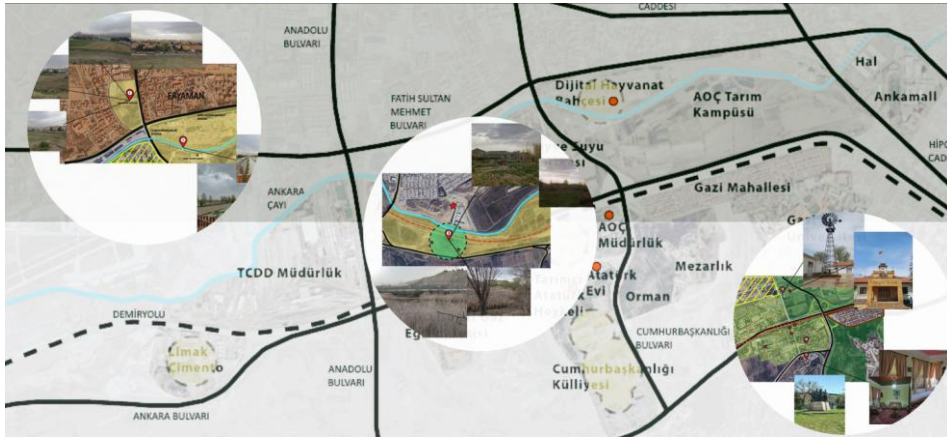 CADDESİ
ANADOLU
BULVARI
Hal
Dijital Hayvanat
Bahçesi
AOÇ Tarım
Kampüsü
Ankamall
FATİH SULTAN
MEHMET
BULVARI
Suyu
Gazi Mahallesi
ANKARA
ÇAYI
AOÇ
Müdürlük
Mezarlık
TCDD Müdürlük
Atatürk
Evi
Orman
DEMİRYOLU
CUMHURBAŞKANLIĞI
BULVARI
Limak
Çimento
ANADOLU
BULVARI
Cumhurbaşkanlığı
Külliyesi
ANKARA BULVARI